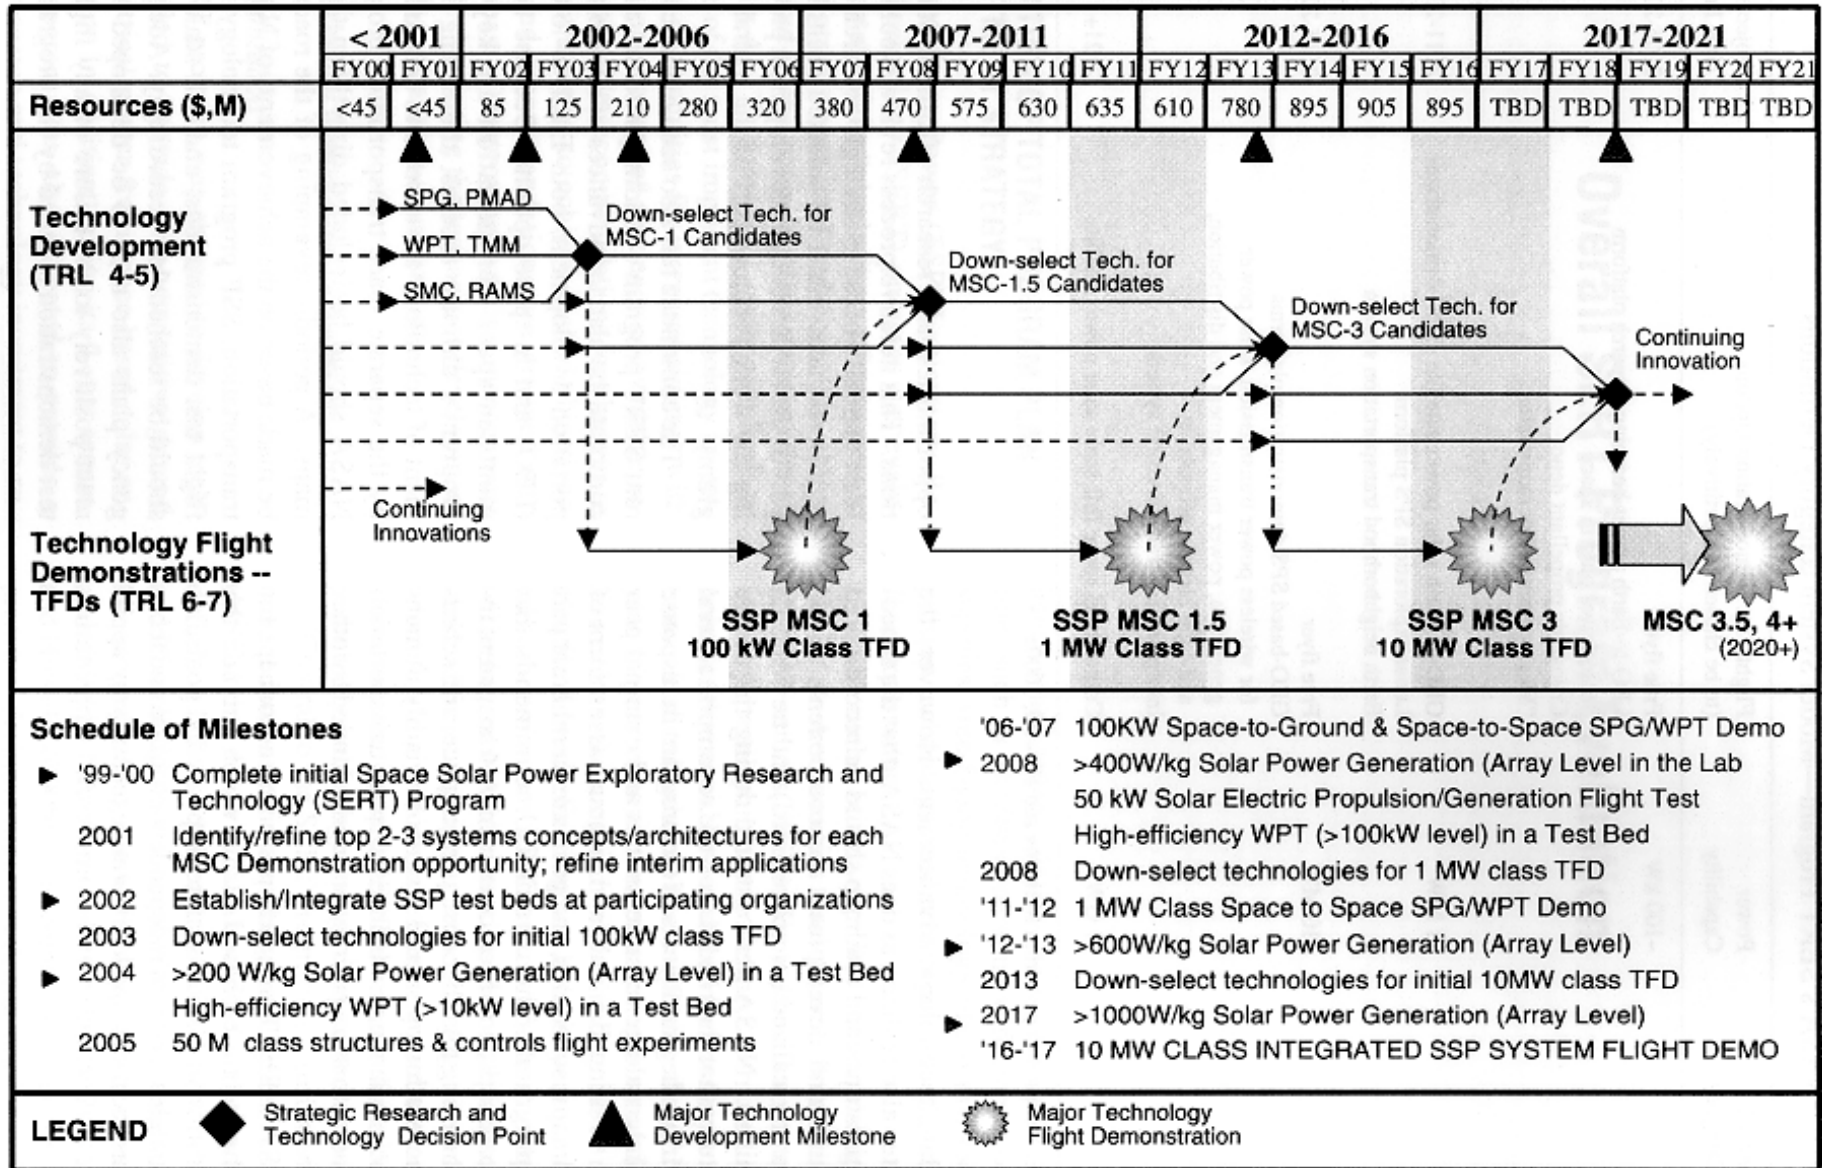 < 2001 2002-2006 2007-2011 2012-2016 2017-2021
FY00 FY01 FY02 FY03 FY04 FY05 FY06 FY07 FY08 FY09 FY10 FY11 FY12 FY13 FY14 FY15 FY16 FY17 FY18 FY19 FY20 FY21
Resources ($,M) <45 <45 85 125 210 280 320 380 470 575 630 635 610 780 895 905 895 TBD TBD TBD TBD TBD
Technology
Development
(TRL 4-5)
SPG, PMAD
WPT, TMM
SMC, RAMS
Down-select Tech. for
MSC-1 Candidates
Down-select Tech. for
MSC-1.5 Candidates
Down-select Tech. for
MSC-3 Candidates
Continuing
Innovation
Continuing
Innovations
Technology Flight
Demonstrations --
TFDs (TRL 6-7)
SSP MSC 1
100 kW Class TFD
SSP MSC 1.5
1 MW Class TFD
SSP MSC 3
10 MW Class TFD
MSC 3.5, 4+
(2020+)
Schedule of Milestones
'99-'00 Complete initial Space Solar Power Exploratory Research and
Technology (SERT) Program
2001 Identify/refine top 2-3 systems concepts/architectures for each
MSC Demonstration opportunity; refine interim applications
2002 Establish/Integrate SSP test beds at participating organizations
2003 Down-select technologies for initial 100kW class TFD
2004 >200 W/kg Solar Power Generation (Array Level) in a Test Bed
High-efficiency WPT (>10kW level) in a Test Bed
2005 50 M class structures & controls flight experiments
'06-'07 100KW Space-to-Ground & Space-to-Space SPG/WPT Demo
2008 >400W/kg Solar Power Generation (Array Level in the Lab
50 kW Solar Electric Propulsion/Generation Flight Test
High-efficiency WPT (>100kW level) in a Test Bed
2008 Down-select technologies for 1 MW class TFD
'11-'12 1 MW Class Space to Space SPG/WPT Demo
'12-'13 >600W/kg Solar Power Generation (Array Level)
2013 Down-select technologies for initial 10MW class TFD
2017 >1000W/kg Solar Power Generation (Array Level)
'16-'17 10 MW CLASS INTEGRATED SSP SYSTEM FLIGHT DEMO
LEGEND
Strategic Research and
Technology Decision Point
Major Technology
Development Milestone
Major Technology
Flight Demonstration